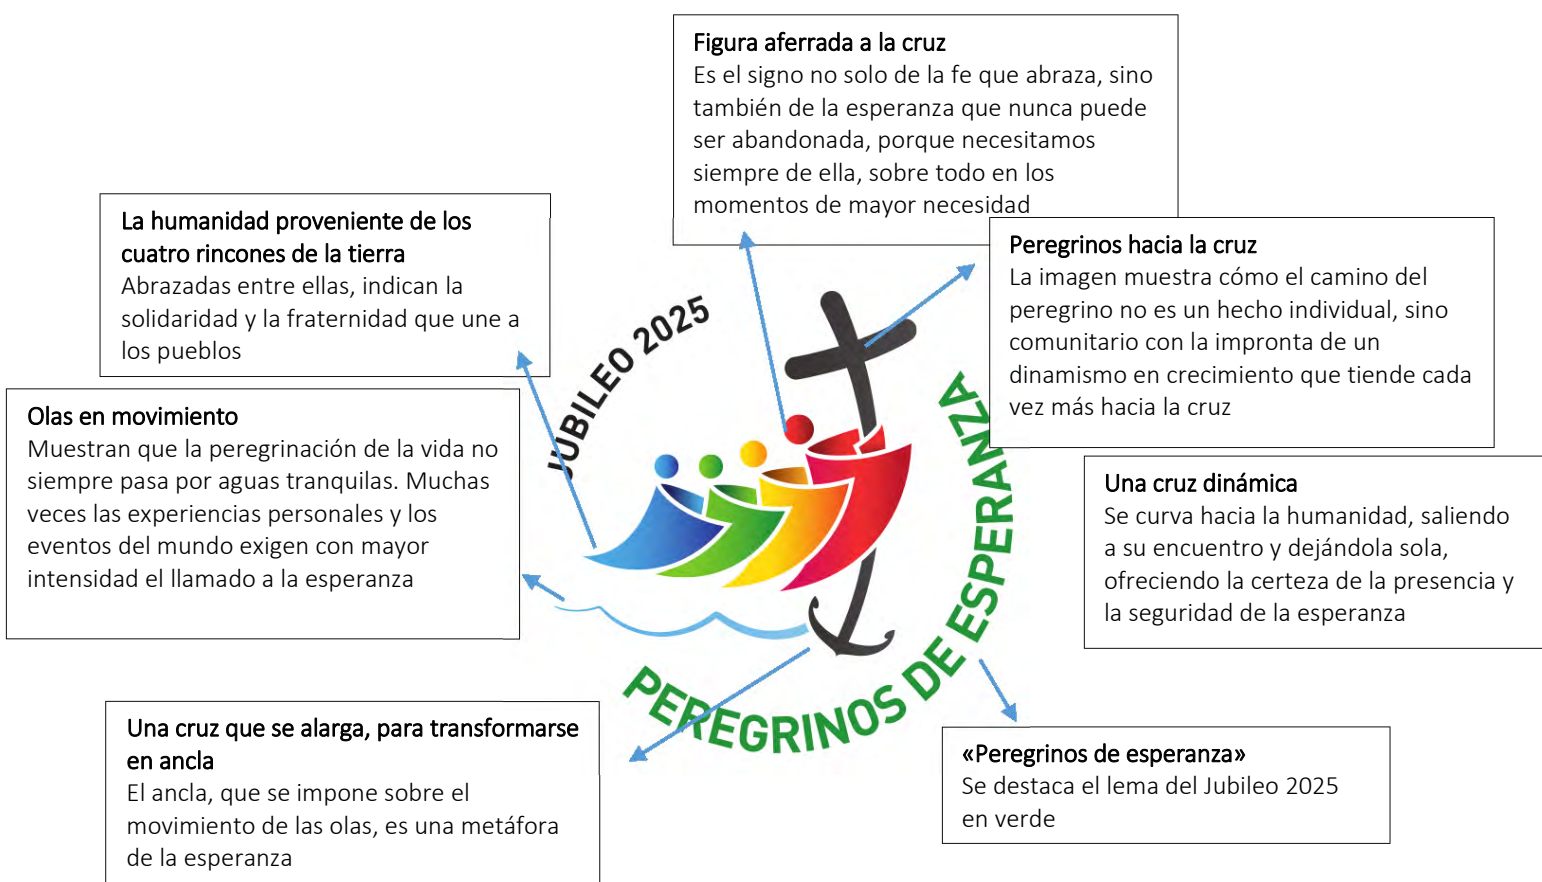 Figura aferrada a la cruz
Es el signo no solo de la fe que abraza, sino
también de la esperanza que nunca puede
ser abandonada, porque necesitamos
siempre de ella, sobre todo en los
momentos de mayor necesidad
La humanidad proveniente de los
cuatro rincones de la tierra
Abrazadas entre ellas, indican la
solidaridad y la fraternidad que une a
los pueblos
Peregrinos hacia la cruz
La imagen muestra cómo el camino del
peregrino no es un hecho individual, sino
comunitario con la impronta de un
dinamismo en crecimiento que tiende cada
vez más hacia la cruz
Olas en movimiento
Muestran que la peregrinación de la vida no
siempre pasa por aguas tranquilas. Muchas
veces las experiencias personales y los
eventos del mundo exigen con mayor
intensidad el llamado a la esperanza
JUBILEO 2025
PEREGRINOS DE ESPERANZA
Una cruz dinámica
Se curva hacia la humanidad, saliendo
a su encuentro y dejándola sola,
ofreciendo la certeza de la presencia y
la seguridad de la esperanza
Una cruz que se alarga, para transformarse
en ancla
El ancla, que se impone sobre el
movimiento de las olas, es una metáfora
de la esperanza
«Peregrinos de esperanza»
Se destaca el lema del Jubileo 2025
en verde